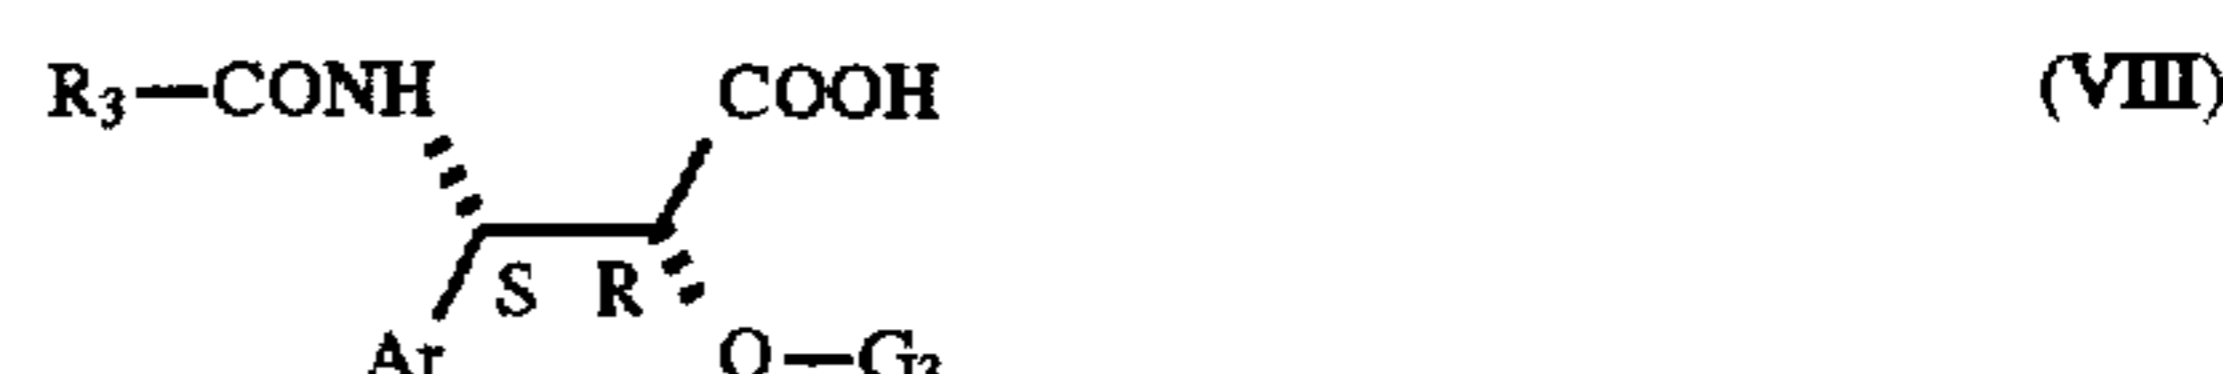 R3—CONH COOH (VIII)
S R
Ar O—G3